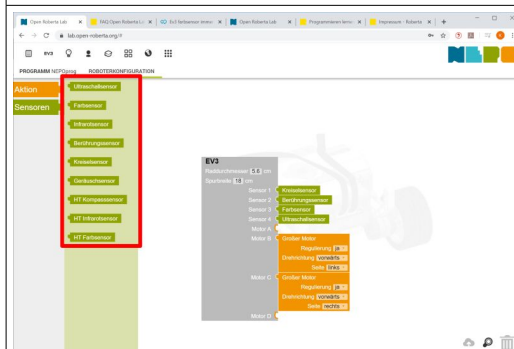 Open Roberta Lab
FAQ Open Roberta Lab
Open Roberta Lab
Programmieren lernen
Impressum - Roberta
lab.open-roberta.org/#
EV3
PROGRAMM NEPOprog ROBOTERKONFIGURATION
Aktion
Sensoren
Ultraschallsensor
Farbsensor
Infrarotsensor
Berührungssensor
Kreiselsensor
Geräuschsensor
HT Kompasssensor
HT Infrarotsensor
HT Farbsensor
EV3
Raddurchmesser 5.6 cm
Spurbreite 18 cm
Sensor 1 Kreiselsensor
Sensor 2 Berührungssensor
Sensor 3 Farbsensor
Sensor 4 Ultraschallsensor
Motor A
Motor B Großer Motor
Regulierung ja
Drehrichtung vorwärts
Seite links
Motor C Großer Motor
Regulierung ja
Drehrichtung vorwärts
Seite rechts
Motor D